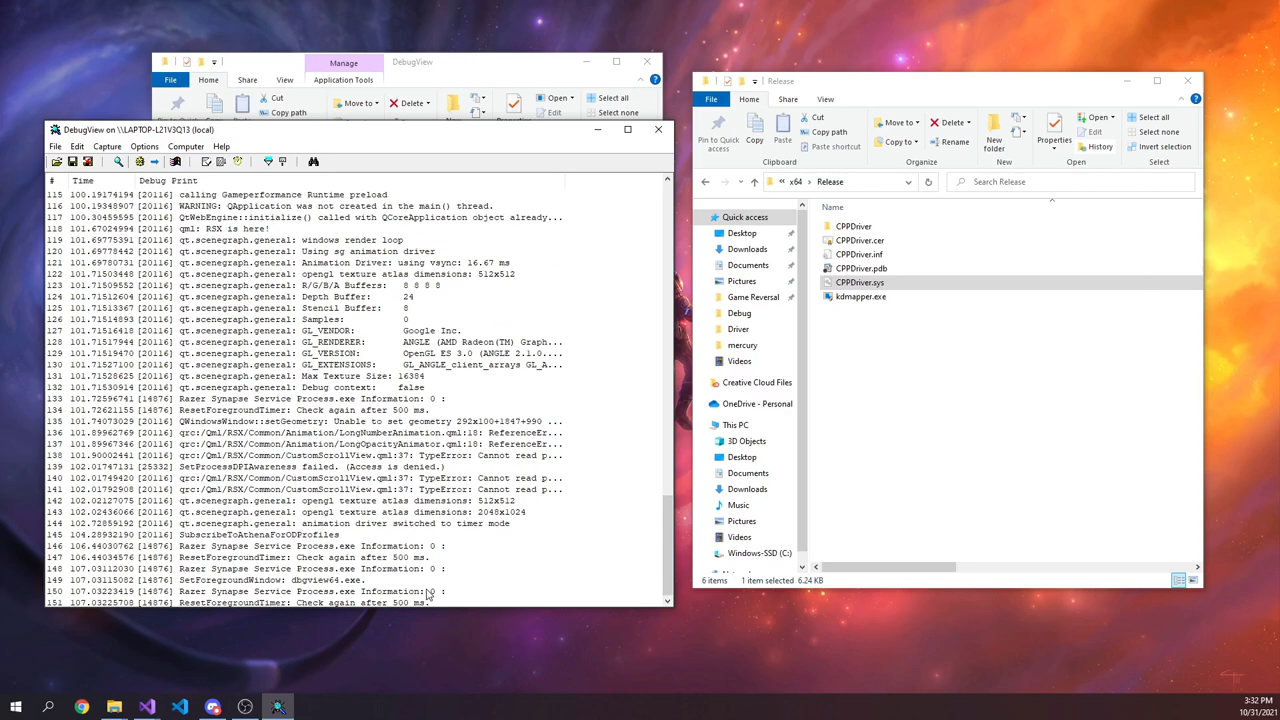 Manage
DebugView
File
Home
Share
View
Application Tools
Cut
Copy path
Move to
Delete
Open
Select all
Select none
DebugView on \\LAPTOP-L21V3Q13 (local)
File Edit Capture Options Computer Help
# Time Debug Print
115 100.19174194 [20116] calling Gameperformance Runtime preload
116 100.19348907 [20116] WARNING: QApplication was not created in the main() thread.
117 100.30459595 [20116] QtWebEngine::initialize() called with QCoreApplication object already...
118 101.67024994 [20116] qml: RSX is here!
119 101.69775391 [20116] qt.scenegraph.general: windows render loop
120 101.69778442 [20116] qt.scenegraph.general: Using sg animation driver
121 101.69780731 [20116] qt.scenegraph.general: Animation Driver: using vsync: 16.67 ms
122 101.71503448 [20116] qt.scenegraph.general: opengl texture atlas dimensions: 512x512
123 101.71509552 [20116] qt.scenegraph.general: R/G/B/A Buffers: 8 8 8 8
124 101.71512604 [20116] qt.scenegraph.general: Depth Buffer: 24
125 101.71513367 [20116] qt.scenegraph.general: Stencil Buffer: 8
126 101.71514893 [20116] qt.scenegraph.general: Samples: 0
127 101.71516418 [20116] qt.scenegraph.general: GL_VENDOR: Google Inc.
128 101.71517944 [20116] qt.scenegraph.general: GL_RENDERER: ANGLE (AMD Radeon(TM) Graph...
129 101.71519470 [20116] qt.scenegraph.general: GL_VERSION: OpenGL ES 3.0 (ANGLE 2.1.0....
130 101.71527100 [20116] qt.scenegraph.general: GL_EXTENSIONS: GL_ANGLE_client_arrays GL_A...
131 101.71528625 [20116] qt.scenegraph.general: Max Texture Size: 16384
132 101.71530914 [20116] qt.scenegraph.general: Debug context: false
133 101.72596741 [14876] Razer Synapse Service Process.exe Information: 0 :
134 101.72621155 [14876] ResetForegroundTimer: Check again after 500 ms.
135 101.74073029 [20116] QWindowsWindow::setGeometry: Unable to set geometry 292x100+1847+990 ...
136 101.89962769 [20116] qrc:/Qml/RSX/Common/Animation/LongNumberAnimation.qml:18: ReferenceEr...
137 101.89967346 [20116] qrc:/Qml/RSX/Common/Animation/LongOpacityAnimator.qml:18: ReferenceEr...
138 101.90002441 [20116] qrc:/Qml/RSX/Common/CustomScrollView.qml:37: TypeError: Cannot read p...
139 102.01747131 [25332] SetProcessDPIAwareness failed. (Access is denied.)
140 102.01749420 [20116] qrc:/Qml/RSX/Common/CustomScrollView.qml:37: TypeError: Cannot read p...
141 102.01792908 [20116] qrc:/Qml/RSX/Common/CustomScrollView.qml:37: TypeError: Cannot read p...
142 102.02127075 [20116] qt.scenegraph.general: opengl texture atlas dimensions: 512x512
143 102.02436066 [20116] qt.scenegraph.general: opengl texture atlas dimensions: 2048x1024
144 102.72859192 [20116] qt.scenegraph.general: animation driver switched to timer mode
145 104.28932190 [20116] SubscribeToAthenaForODProfiles
146 106.44030762 [14876] Razer Synapse Service Process.exe Information: 0 :
147 106.44034576 [14876] ResetForegroundTimer: Check again after 500 ms.
148 107.03112030 [14876] Razer Synapse Service Process.exe Information: 0 :
149 107.03115082 [14876] SetForegroundWindow: dbgview64.exe.
150 107.03223419 [14876] Razer Synapse Service Process.exe Information: 0 :
151 107.03225708 [14876] ResetForegroundTimer: Check again after 500 ms.
Release
File
Home
Share
View
Pin to Quick access
Copy
Paste
Cut
Copy path
Paste shortcut
Clipboard
Move to
Copy to
Delete
Rename
Organize
New folder
New
Properties
Open
Edit
History
Open
Select all
Select none
Invert selection
Select
« x64 › Release
Search Release
Quick access
Desktop
Downloads
Documents
Pictures
Game Reversal
Debug
Driver
mercury
Videos
Creative Cloud Files
OneDrive - Personal
This PC
3D Objects
Desktop
Documents
Downloads
Music
Pictures
Videos
Windows-SSD (C:)
Name
CPPDriver
CPPDriver.cer
CPPDriver.inf
CPPDriver.pdb
CPPDriver.sys
kdmapper.exe
6 items 1 item selected 6.24 KB
3:32 PM
10/31/2021